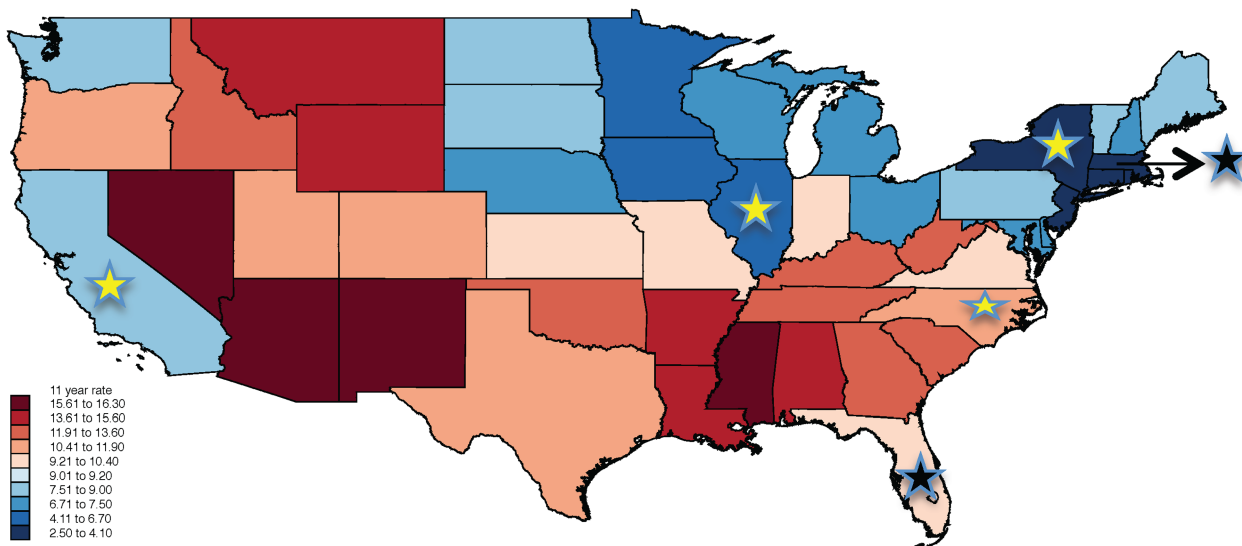 11 year rate
15.61 to 16.30
13.61 to 15.60
11.91 to 13.60
10.41 to 11.90
9.21 to 10.40
9.01 to 9.20
7.51 to 9.00
6.71 to 7.50
4.11 to 6.70
2.50 to 4.10